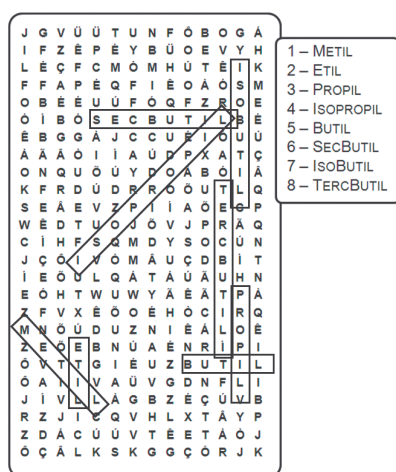 J G V Ü Ü T U N F Ô B O G Á
I F Z Ê P É Y B Ü O E V Y H
L É Ç F C M Ó M H Ú T Ê I K
F F A P É Q F I Ê O À Ó S M
O B É É U Ú F Ó Q F Z R O E
Ó Í B Ó S E C B U T I L B É
Ê B G G Á J C C U É I O U Ú
À Ã Ã Ó I Í A Ú D P X A T Ç
O N Q U Õ Ú Y D O A B Ó I Â
K F R D Ú D R R O Õ U T L Q
S E Â E V Z P I Í A Ö E C P
W É D T U O J Ó V J P R Ã Q
C Í H F S Q M D Y S O C Ú N
J Ç Ó I V Ó M Ã U Ç D B Í T
Í E Ö Ú L Q Á T Á Ú Ã U H N
E Ó H T W U W Y Ã Ê Ã T P À
Z F V X Ê Õ O É H Ó C I R Q
M N Ö Ú D U Z N I É Á L O Ê
Z E Ö E B N Ú A É N R Í P I
Ô V T T G I É U Z B U T I L
Ô A I I V A Ü V G D N F L I
J Í V L L Â G B Z É Ç Ú V B
R Z J I C Q V H L X T Ã Y P
Z D Á C Ú Ú V T Ê E T Á Ó J
Ô Ç Â L K S K G G Ç Ó R J K
1 – METIL
2 – ETIL
3 – PROPIL
4 – ISOPROPIL
5 – BUTIL
6 – SECBUTIL
7 – ISOBUTIL
8 – TERCBUTIL